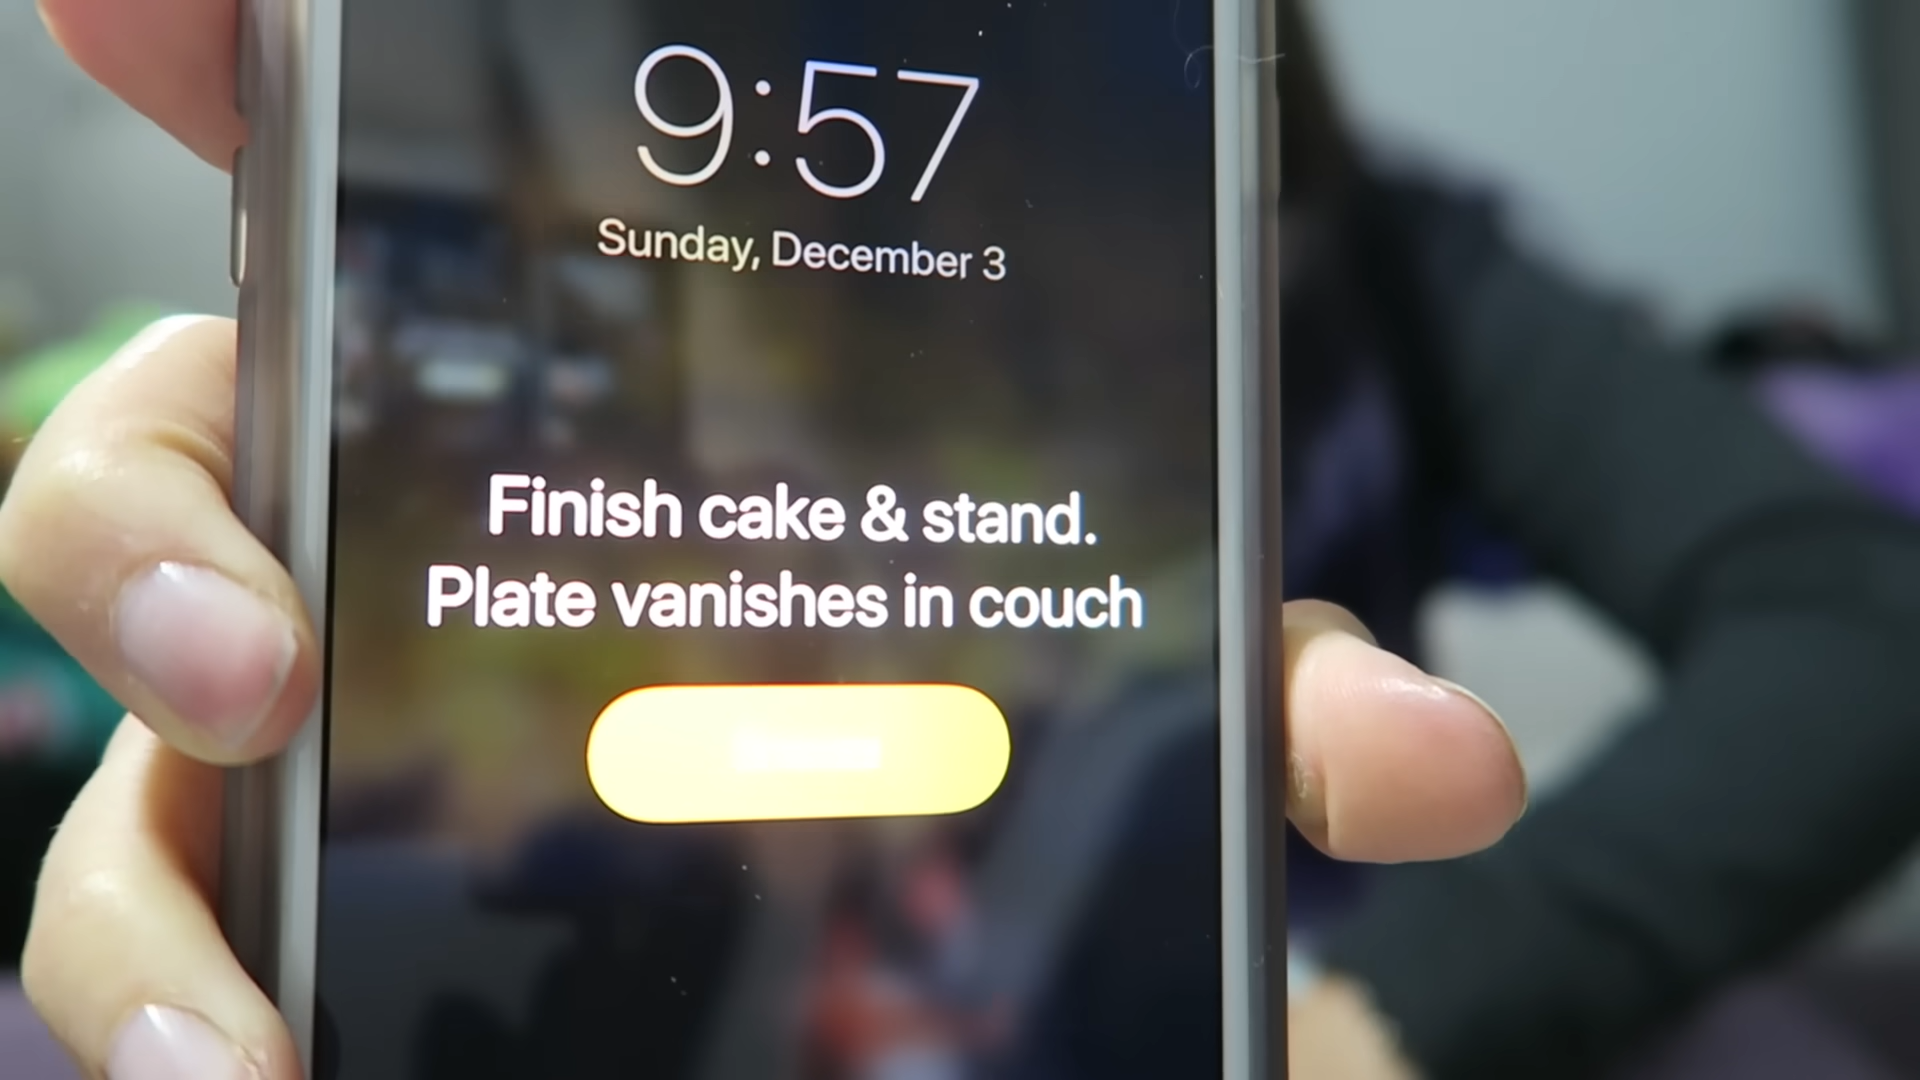 9:57
Sunday, December 3
Finish cake & stand.
Plate vanishes in couch